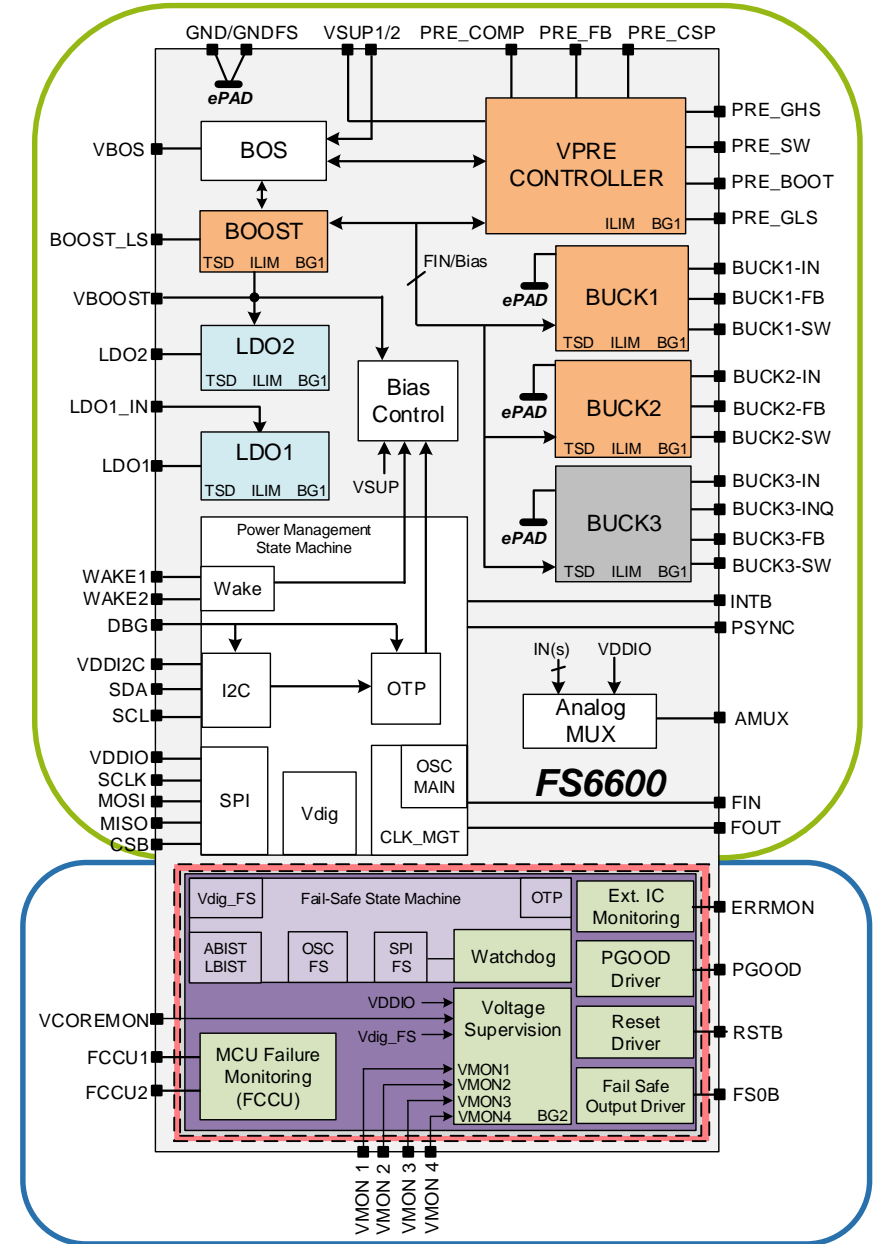 GND/GNDFS VSUP1/2 PRE_COMP PRE_FB PRE_CSP
ePAD
VBOS
BOS
VPRE
CONTROLLER
ILIM BG1
PRE_GHS
PRE_SW
PRE_BOOT
PRE_GLS
BOOST_LS
BOOST
TSD ILIM BG1
FIN/Bias
VBOOST
LDO2
LDO2
TSD ILIM BG1
LDO1_IN
LDO1
LDO1
TSD ILIM BG1
Bias
Control
VSUP
ePAD
BUCK1
TSD ILIM BG1
BUCK1-IN
BUCK1-FB
BUCK1-SW
ePAD
BUCK2
TSD ILIM BG1
BUCK2-IN
BUCK2-FB
BUCK2-SW
ePAD
BUCK3
TSD ILIM BG1
BUCK3-IN
BUCK3-INQ
BUCK3-FB
BUCK3-SW
Power Management
State Machine
WAKE1
WAKE2
Wake
DBG
VDDI2C
SDA
SCL
I2C
OTP
INTB
PSYNC
IN(s) VDDIO
Analog
MUX
AMUX
VDDIO
SCLK
MOSI
MISO
CSB
SPI
Vdig
OSC
MAIN
CLK_MGT
FS6600
FIN
FOUT
Vdig_FS
Fail-Safe State Machine
OTP
Ext. IC
Monitoring
ERRMON
ABIST
LBIST
OSC
FS
SPI
FS
Watchdog
PGOOD
Driver
PGOOD
VCOREMON
VDDIO
Vdig_FS
Voltage
Supervision
VMON1
VMON2
VMON3
VMON4
BG2
Reset
Driver
RSTB
FCCU1
FCCU2
MCU Failure
Monitoring
(FCCU)
Fail Safe
Output Driver
FS0B
VMON 1
VMON 2
VMON 3
VMON 4